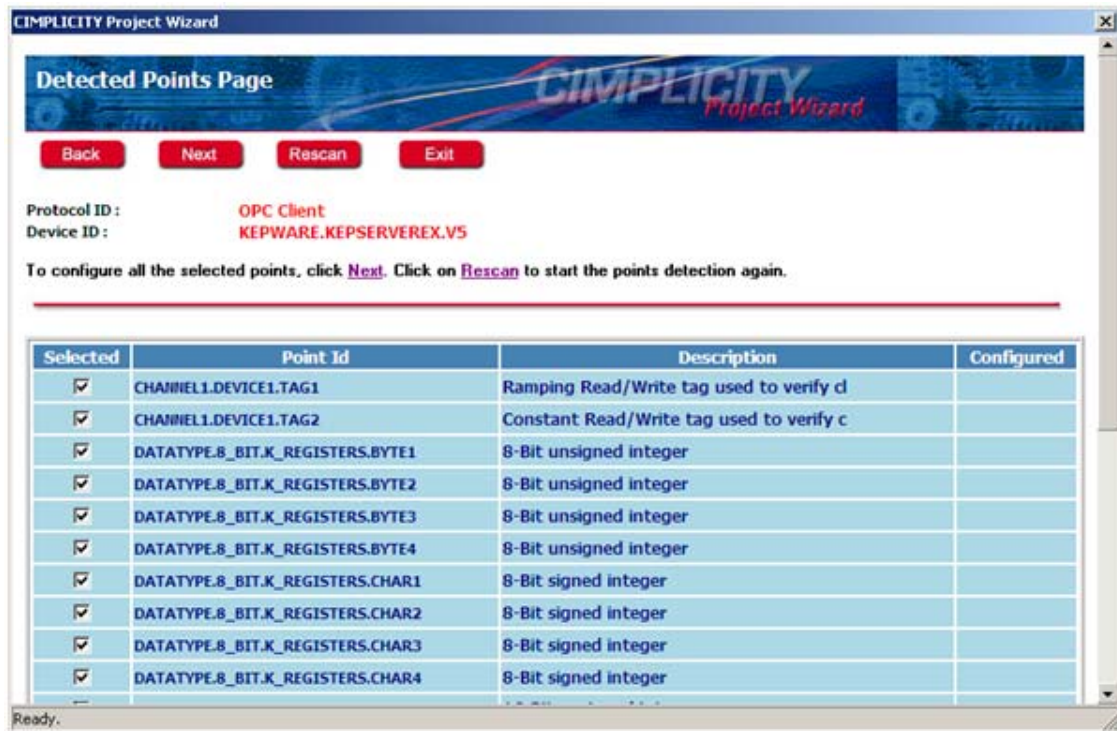 CIMPLICITY Project Wizard
Detected Points Page
CIMPLICITY
Project Wizard
Back Next Rescan Exit
Protocol ID : OPC Client
Device ID : KEPWARE.KEPSERVEREX.V5
To configure all the selected points, click Next. Click on Rescan to start the points detection again.
Selected Point Id Description Configured
CHANNEL1.DEVICE1.TAG1 Ramping Read/Write tag used to verify cl
CHANNEL1.DEVICE1.TAG2 Constant Read/Write tag used to verify c
DATATYPE.8_BIT.K_REGISTERS.BYTE1 8-Bit unsigned integer
DATATYPE.8_BIT.K_REGISTERS.BYTE2 8-Bit unsigned integer
DATATYPE.8_BIT.K_REGISTERS.BYTE3 8-Bit unsigned integer
DATATYPE.8_BIT.K_REGISTERS.BYTE4 8-Bit unsigned integer
DATATYPE.8_BIT.K_REGISTERS.CHAR1 8-Bit signed integer
DATATYPE.8_BIT.K_REGISTERS.CHAR2 8-Bit signed integer
DATATYPE.8_BIT.K_REGISTERS.CHAR3 8-Bit signed integer
DATATYPE.8_BIT.K_REGISTERS.CHAR4 8-Bit signed integer
Ready.